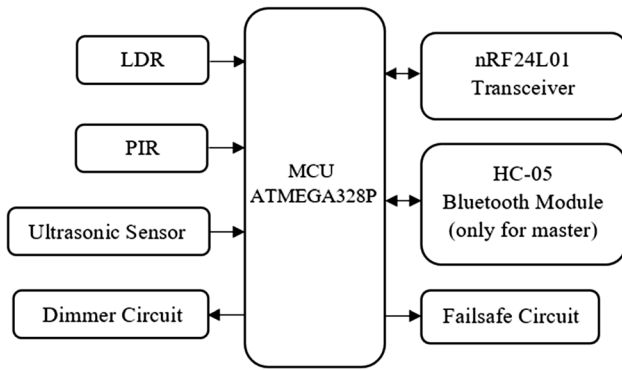 LDR
PIR
Ultrasonic Sensor
Dimmer Circuit
MCU
ATMEGA328P
nRF24L01
Transceiver
HC-05
Bluetooth Module
(only for master)
Failsafe Circuit